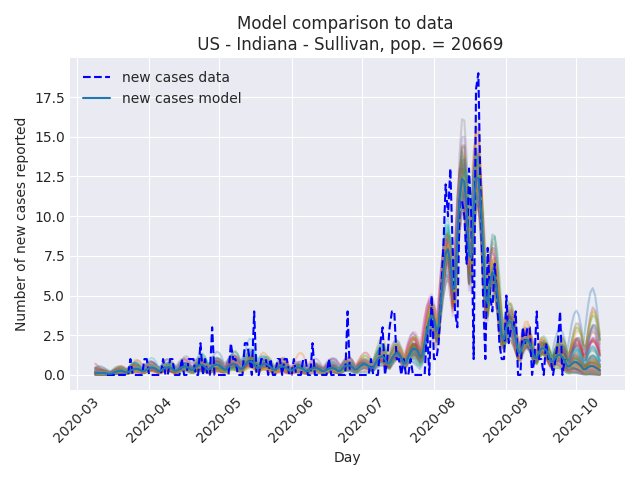 Model comparison to data
US - Indiana - Sullivan, pop. = 20669
new cases data
new cases model
Number of new cases reported
17.5
15.0
12.5
10.0
7.5
5.0
2.5
0.0
2020-03
2020-04
2020-05
2020-06
2020-07
2020-08
2020-09
2020-10
Day